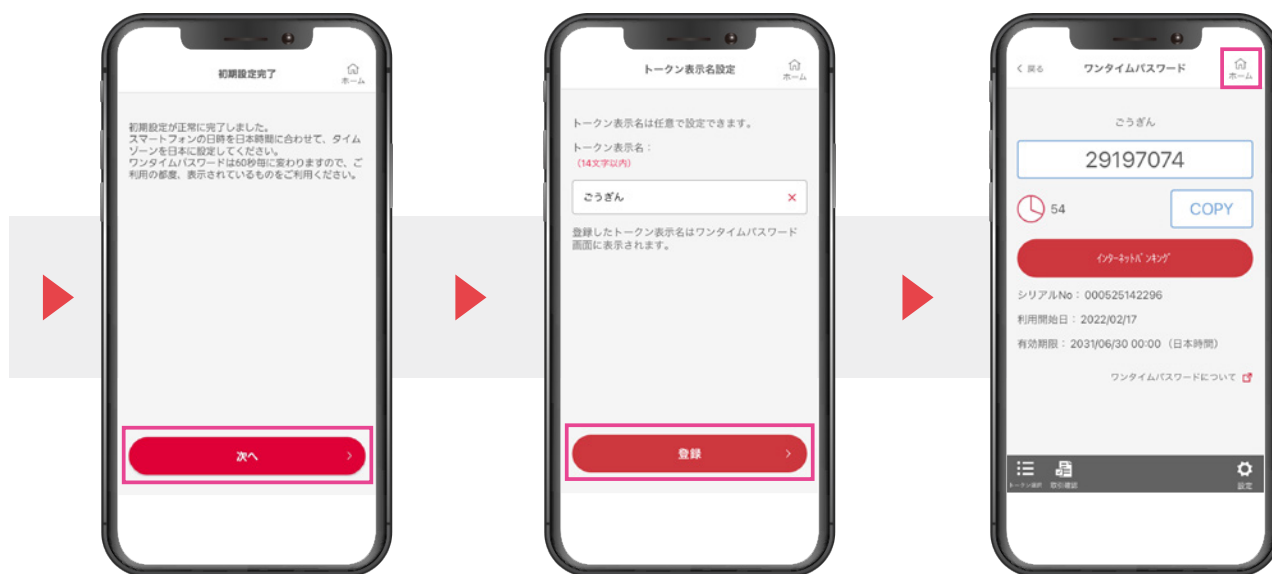 初期設定完了
ホーム
初期設定が正常に完了しました。
スマートフォンの日時を日本時間に合わせて、タイム
ゾーンを日本に設定してください。
ワンタイムパスワードは60秒毎に変わりますので、ご
利用の都度、表示されているものをご利用ください。
次へ
トークン表示名設定
ホーム
トークン表示名は任意で設定できます。
トークン表示名：
(14文字以内)
ごうぎん
登録したトークン表示名はワンタイムパスワード
画面に表示されます。
登録
戻る
ワンタイムパスワード
ホーム
ごうぎん
29197074
54
COPY
ｲﾝﾀｰﾈｯﾄﾊﾞﾝｷﾝｸﾞ
シリアルNo：000525142296
利用開始日：2022/02/17
有効期限：2031/06/30 00:00（日本時間）
ワンタイムパスワードについて
トークン選択
取引確認
設定